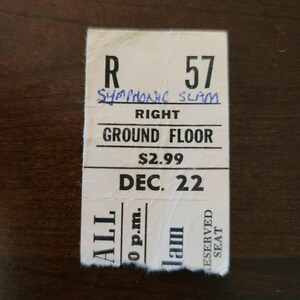 R 57
SYMPHONIC SLAM
RIGHT
GROUND FLOOR
$2.99
DEC. 22
ALL
0 p.m.
lam
RESERVED
SEAT